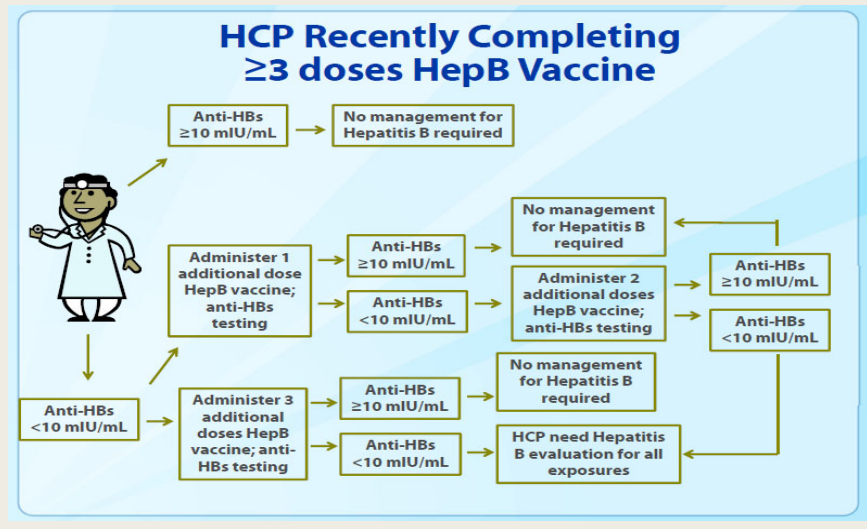 HCP Recently Completing
≥3 doses HepB Vaccine
Anti-HBs
≥10 mIU/mL
No management for
Hepatitis B required
Administer 1
additional dose
HepB vaccine;
anti-HBs
testing
Anti-HBs
≥10 mIU/mL
No management
for Hepatitis B
required
Anti-HBs
<10 mIU/mL
Administer 2
additional doses
HepB vaccine;
anti-HBs testing
Anti-HBs
≥10 mIU/mL
Anti-HBs
<10 mIU/mL
Anti-HBs
<10 mIU/mL
Administer 3
additional
doses HepB
vaccine; anti-
HBs testing
Anti-HBs
≥10 mIU/mL
No management
for Hepatitis B
required
Anti-HBs
<10 mIU/mL
HCP need Hepatitis
B evaluation for all
exposures